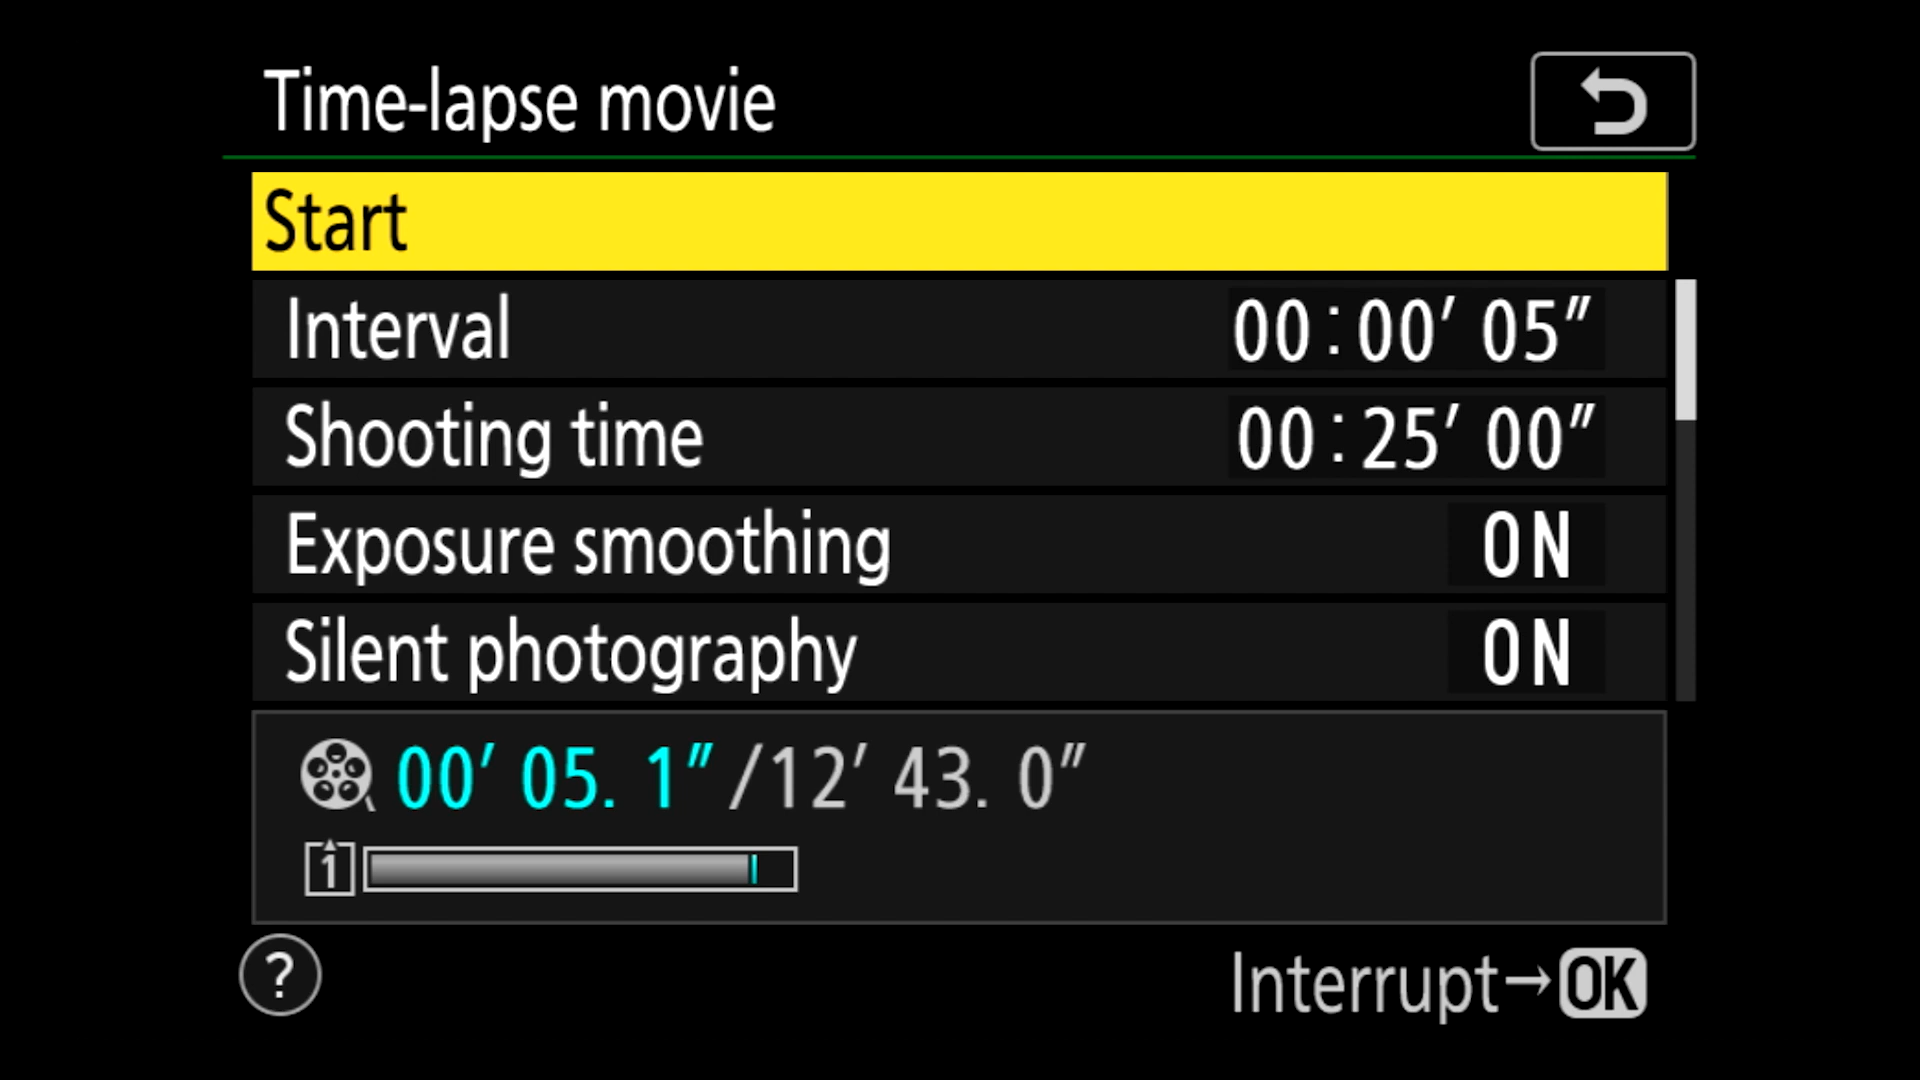 Time-lapse movie
Start
Interval 00:00′ 05″
Shooting time 00:25′ 00″
Exposure smoothing ON
Silent photography ON
00′ 05. 1″ /12′ 43. 0″
1
? Interrupt→OK